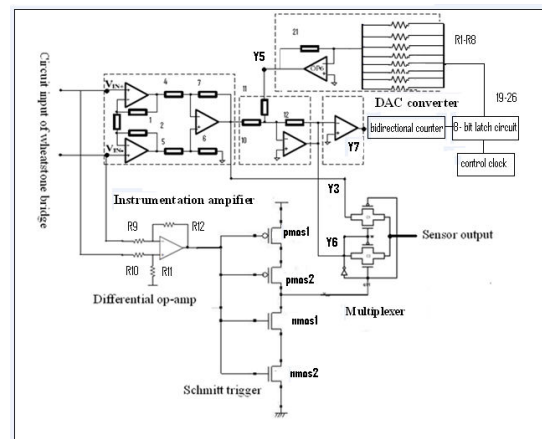 21
R1-R8
Y5
OP6
Circuit input of wheatstone bridge
VIN-
4
7
11
DAC converter
19-26
1
2
12
10
bidirectional counter
8- bit latch circuit
Y7
5
6
control clock
VIN+
Instrumentation ampifier
Y3
R9
R12
R10
R11
pmos1
Y6
Sensor output
pmos2
Differential op-amp
Multiplexer
nmos1
Schmitt trigger
nmos2